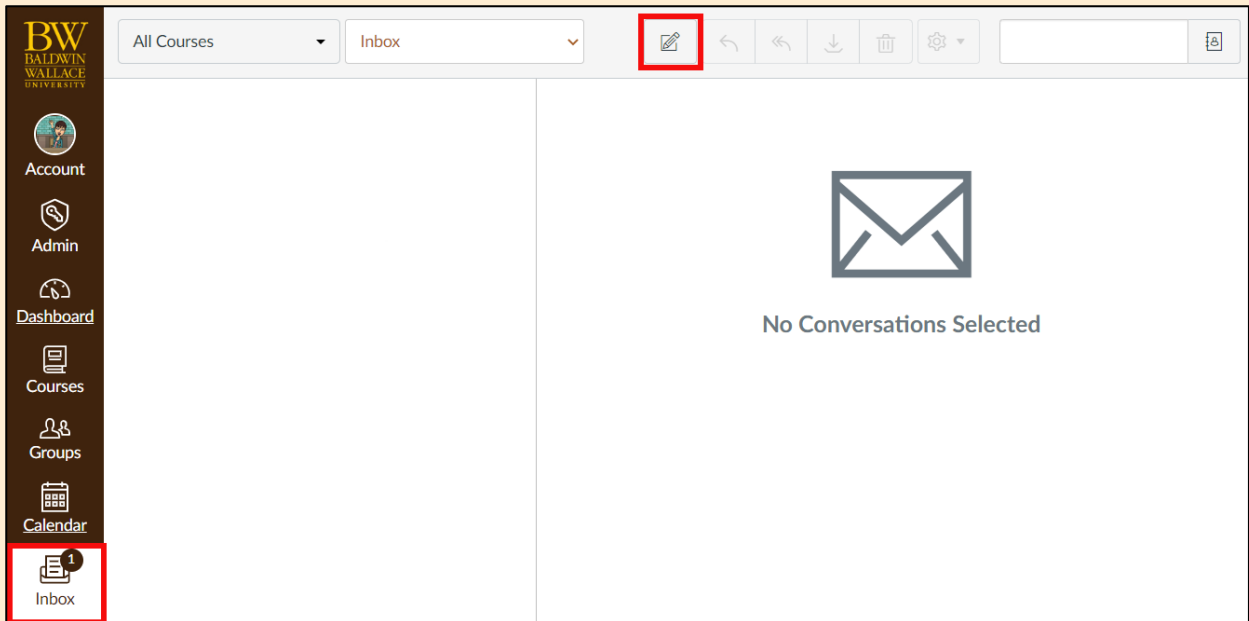 BW
BALDWIN
WALLACE
UNIVERSITY
All Courses
Inbox
Account
Admin
Dashboard
Courses
Groups
Calendar
1
Inbox
No Conversations Selected